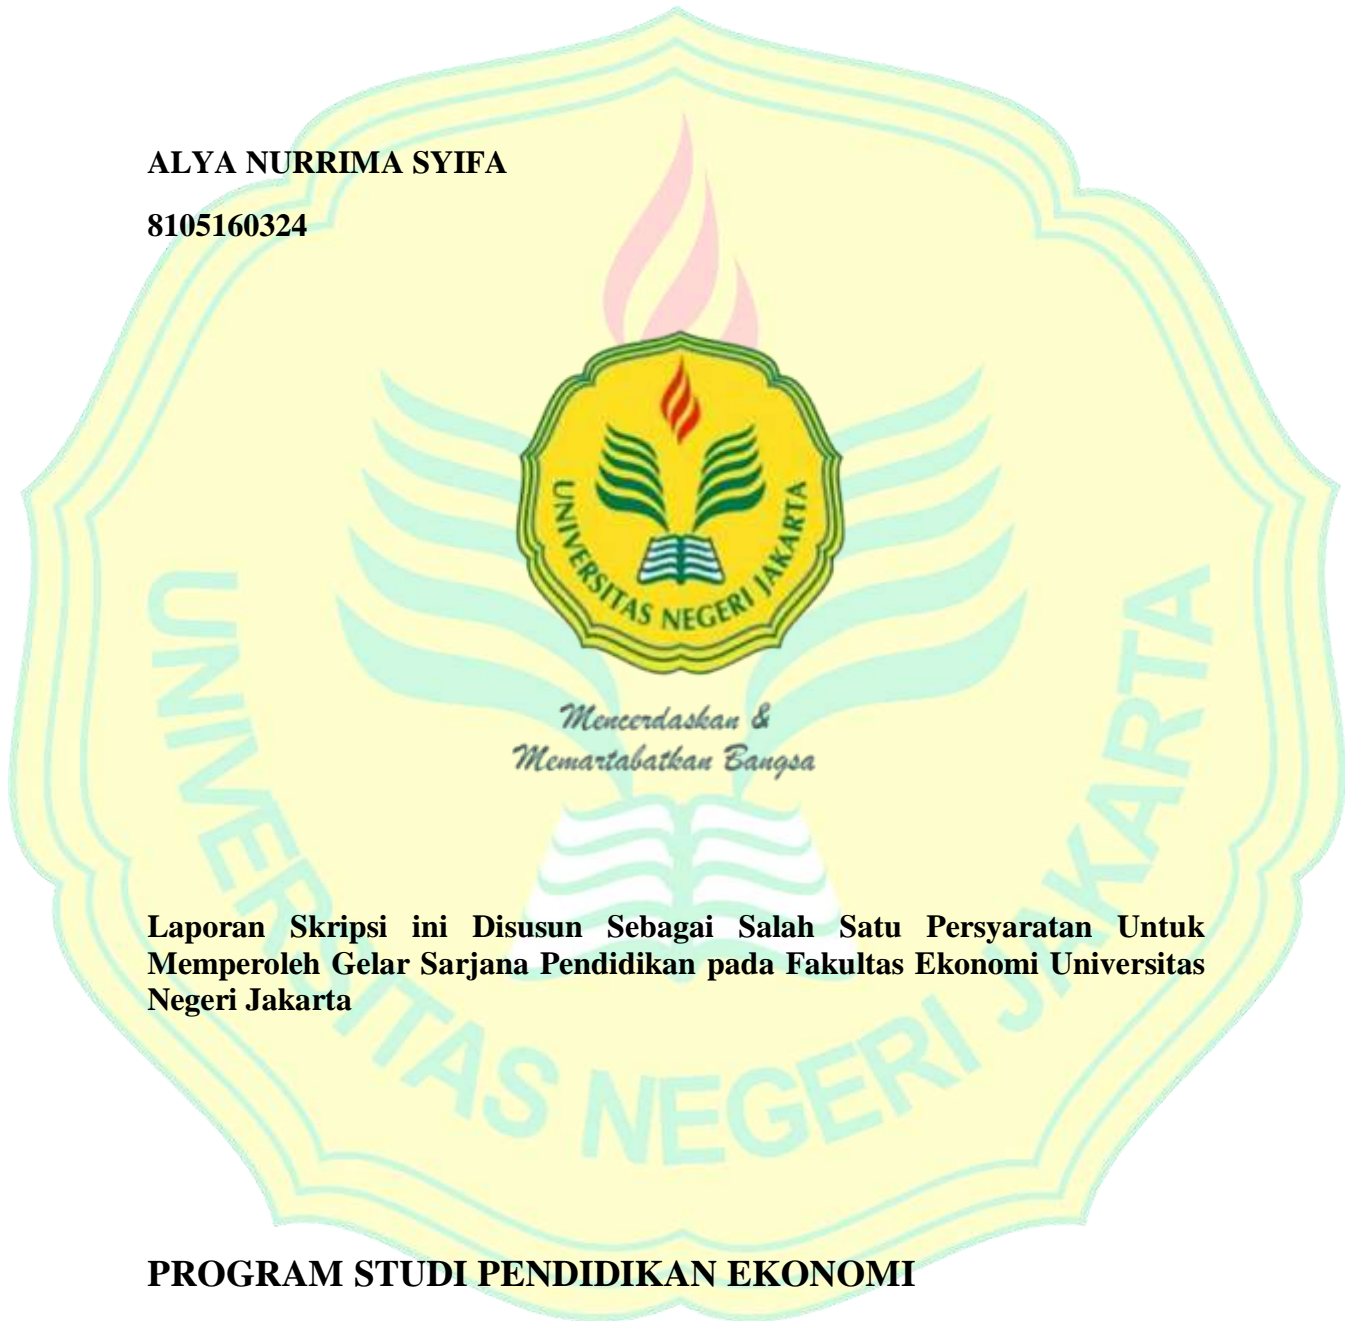 ALYA NURRIMA SYIFA
8105160324
UNIVERSITAS NEGERI JAKARTA
Mencerdaskan &
Memartabatkan Bangsa
Laporan Skripsi ini Disusun Sebagai Salah Satu Persyaratan Untuk
Memperoleh Gelar Sarjana Pendidikan pada Fakultas Ekonomi Universitas
Negeri Jakarta
UNIVERSITAS NEGERI JAKARTA
PROGRAM STUDI PENDIDIKAN EKONOMI